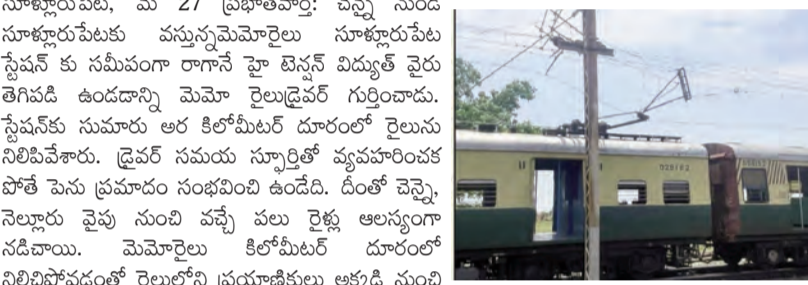 సూళ్లూరుపేట, మే 27 ప్రభాతవార్త: చెన్నై నుండి
సూళ్లూరుపేటకు వస్తున్నమెమోరైలు సూళ్లూరుపేట
స్టేషన్ కు సమీపంగా రాగానే హై టెన్షన్ విద్యుత్ వైరు
తెగిపడి ఉండడాన్ని మెమో రైలుడ్రైవర్ గుర్తించాడు.
స్టేషన్‌కు సుమారు అర కిలోమీటర్ దూరంలో రైలును
నిలిపివేశారు. డ్రైవర్ సమయ స్ఫూర్తితో వ్యవహరించక
పోతే పెను ప్రమాదం సంభవించి ఉండేది. దీంతో చెన్నై,
నెల్లూరు వైపు నుంచి వచ్చే పలు రైళ్లు ఆలస్యంగా
నడిచాయి. మెమోరైలు కిలోమీటర్ దూరంలో
నిలిచిపోవడంతో రైలులోని ప్రయాణికులు అక్కడి నుంచి